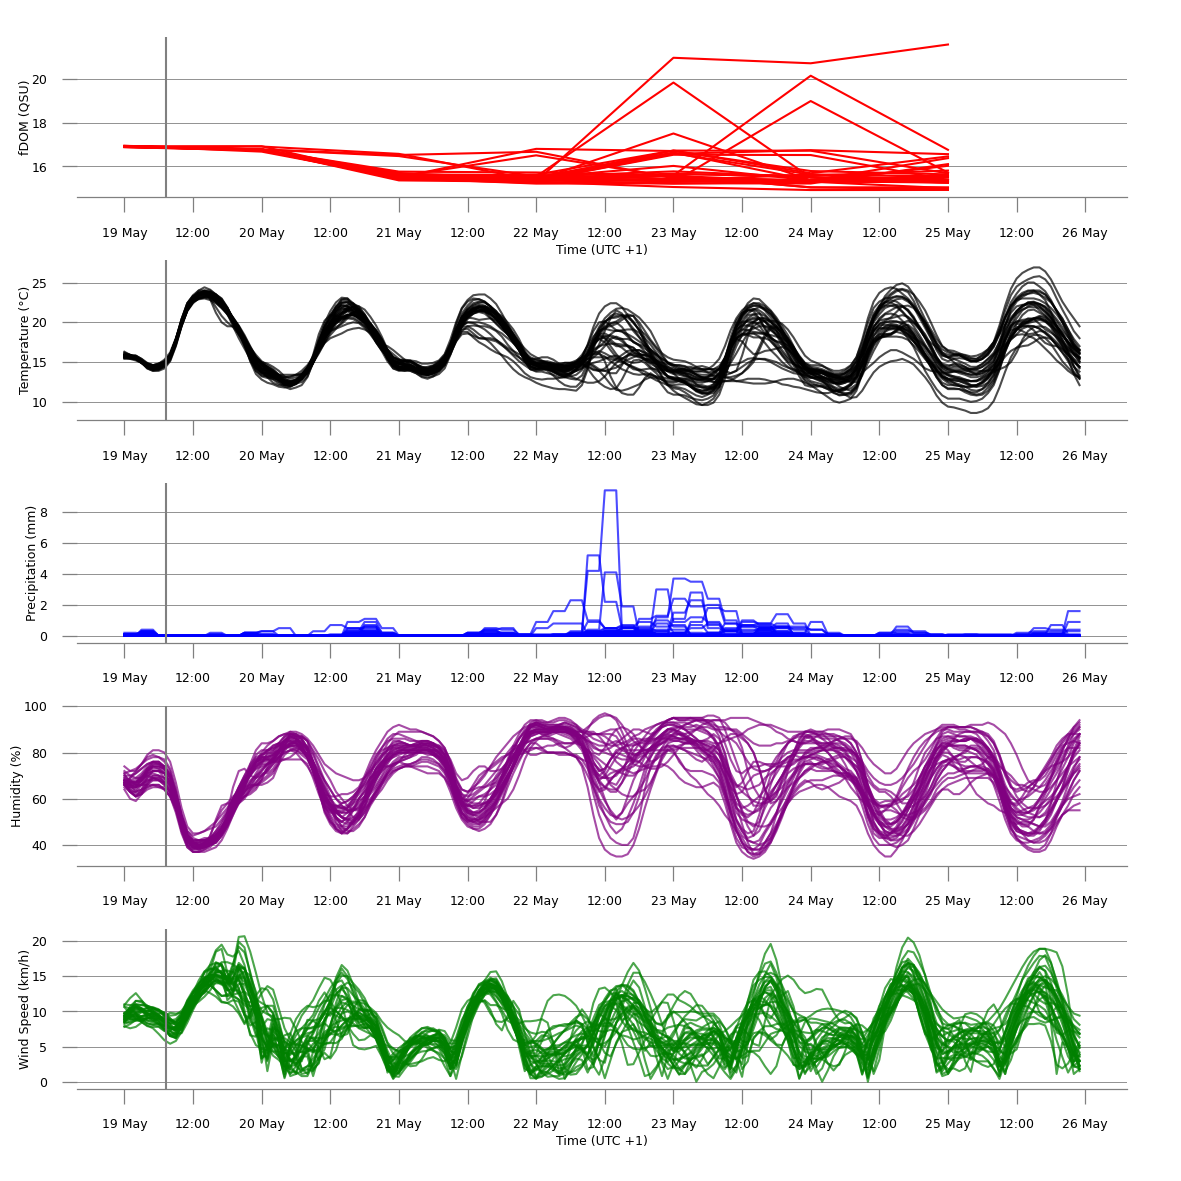 fDOM (QSU)
20
18
16
19 May 12:00 20 May 12:00 21 May 12:00 22 May 12:00 23 May 12:00 24 May 12:00 25 May 12:00 26 May
Time (UTC +1)
Temperature (°C)
25
20
15
10
19 May 12:00 20 May 12:00 21 May 12:00 22 May 12:00 23 May 12:00 24 May 12:00 25 May 12:00 26 May
Precipitation (mm)
8
6
4
2
0
19 May 12:00 20 May 12:00 21 May 12:00 22 May 12:00 23 May 12:00 24 May 12:00 25 May 12:00 26 May
Humidity (%)
100
80
60
40
19 May 12:00 20 May 12:00 21 May 12:00 22 May 12:00 23 May 12:00 24 May 12:00 25 May 12:00 26 May
Wind Speed (km/h)
20
15
10
5
0
19 May 12:00 20 May 12:00 21 May 12:00 22 May 12:00 23 May 12:00 24 May 12:00 25 May 12:00 26 May
Time (UTC +1)